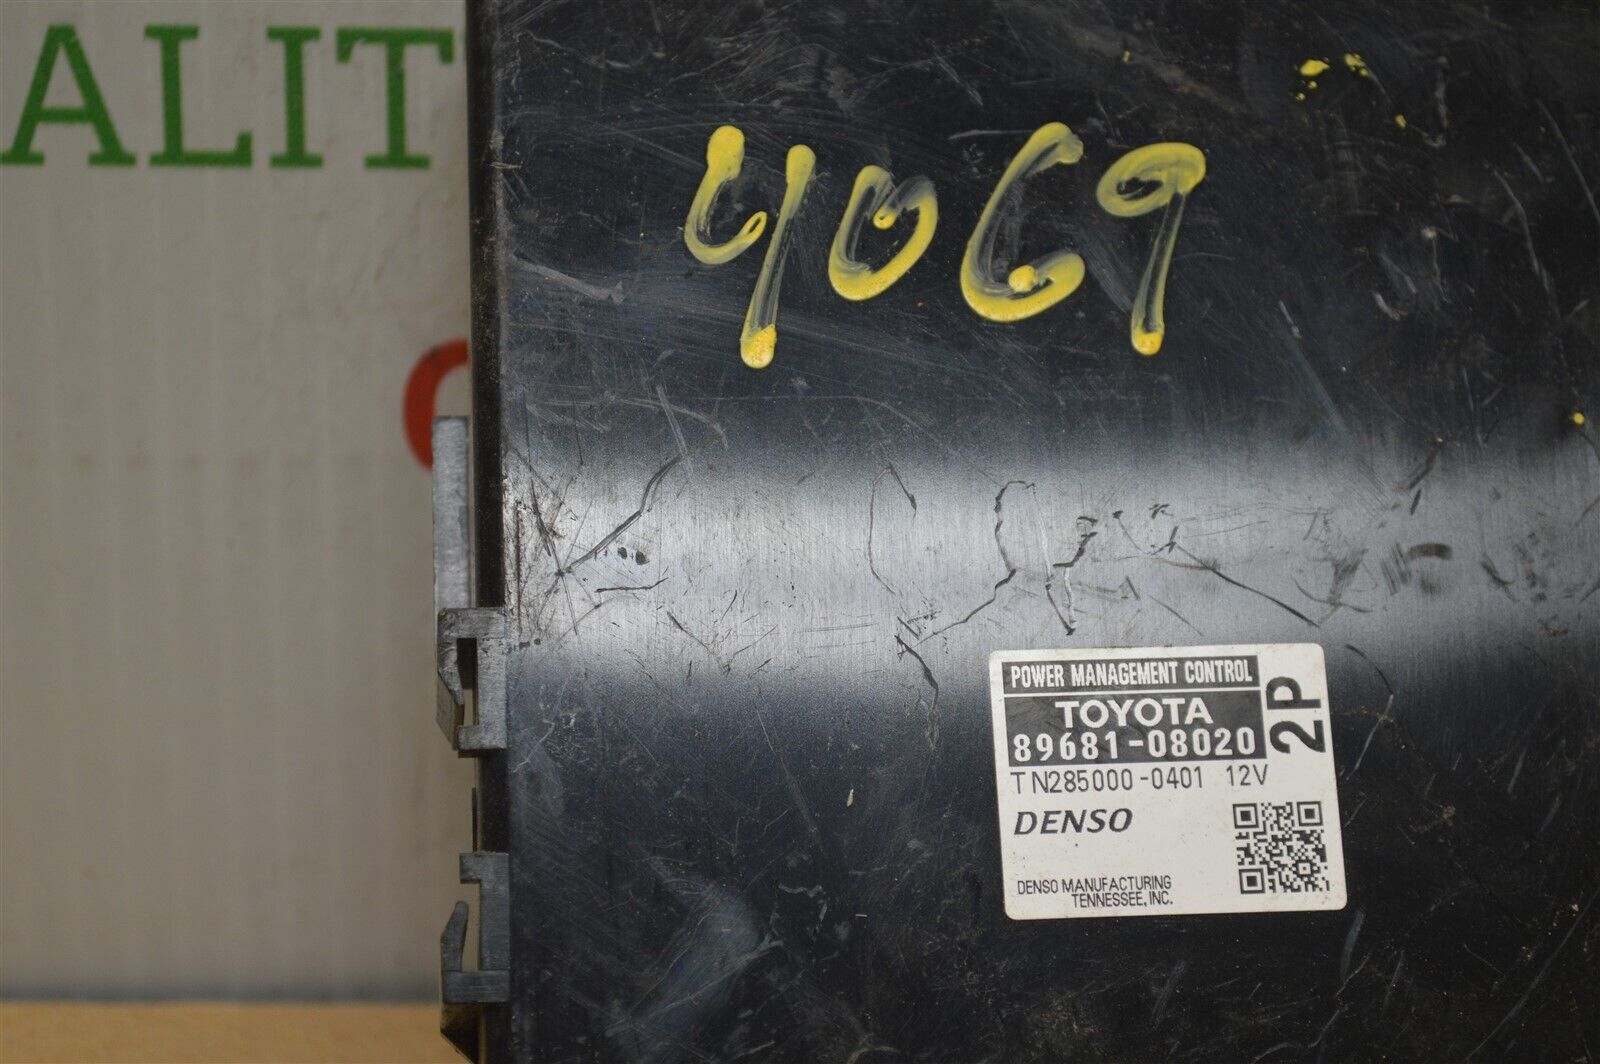 ALIT
4069
POWER MANAGEMENT CONTROL
TOYOTA
89681-08020
2P
TN285000-0401 12V
DENSO
DENSO MANUFACTURING
TENNESSEE, INC.